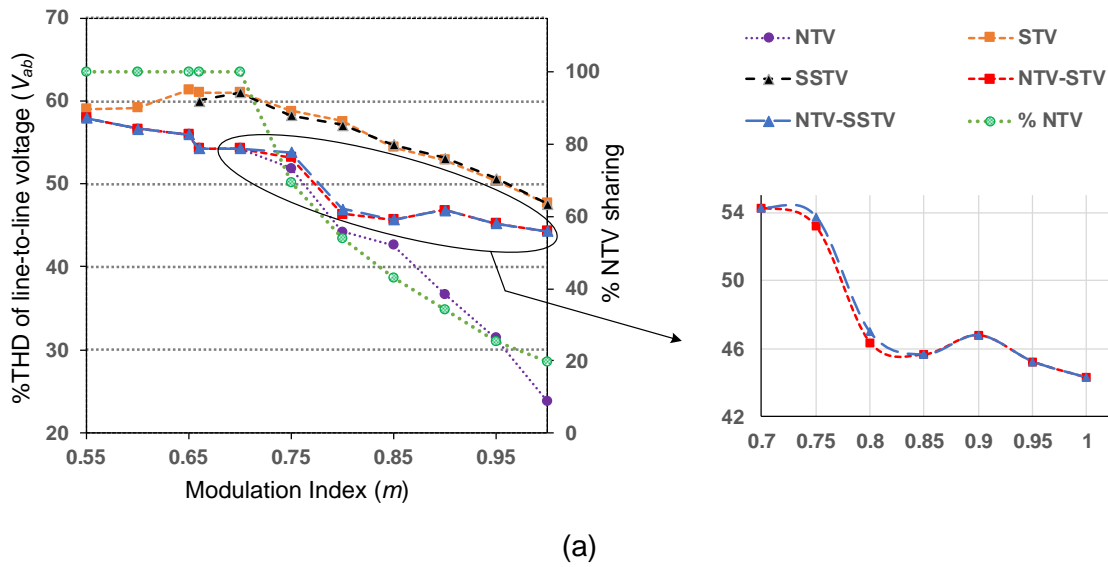 %THD of line-to-line voltage (Vab)
70
60
50
40
30
20
0.55
0.65
0.75
0.85
0.95
Modulation Index (m)
100
80
60
40
20
0
% NTV sharing
NTV
STV
SSTV
NTV-STV
NTV-SSTV
% NTV
54
50
46
42
0.7
0.75
0.8
0.85
0.9
0.95
1
(a)